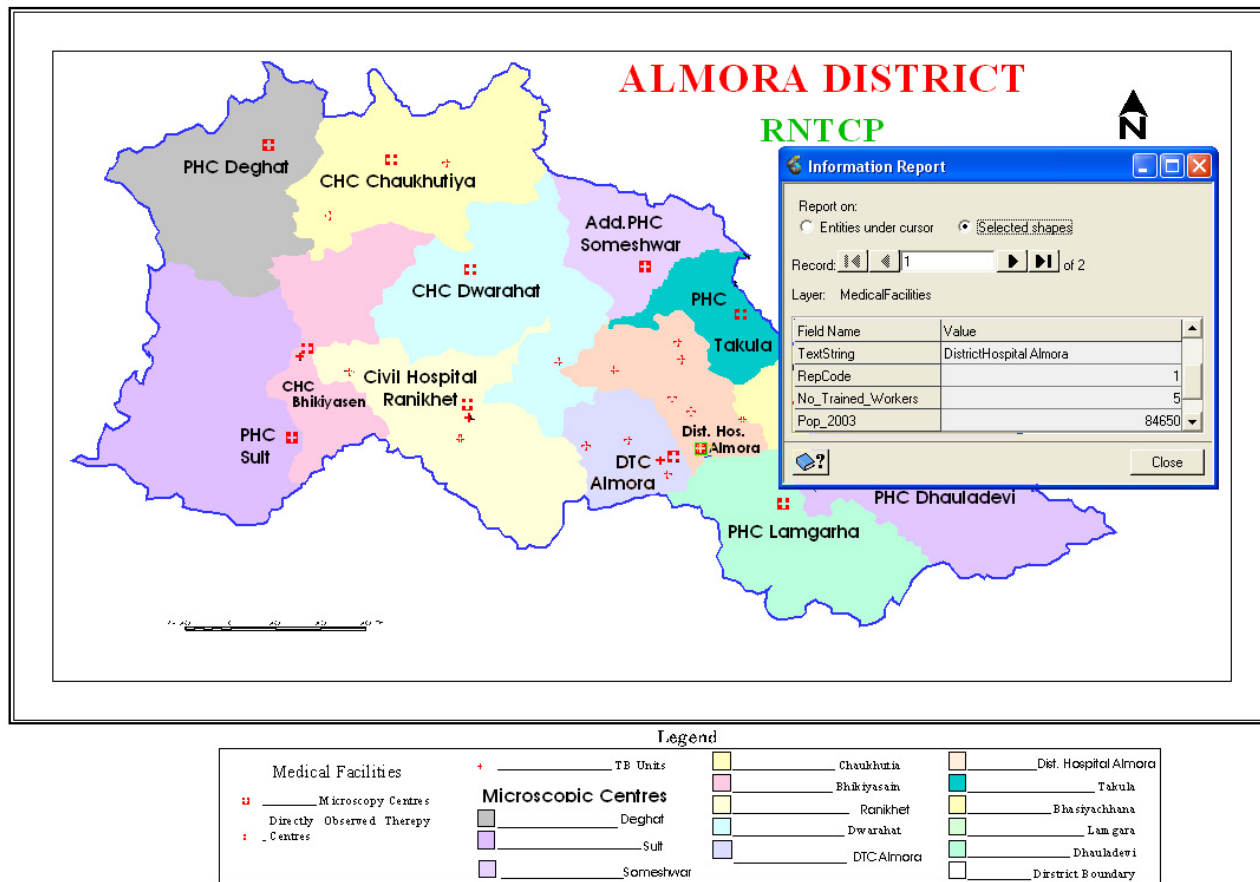 ALMORA DISTRICT
RNTCP
N
PHC Deghat
CHC Chaukhutiya
Add.PHC
Someshwar
CHC Dwarahat
PHC
Takula
CHC
Bhikiyasen
Civil Hospital
Ranikhet
PHC
Sult
Dist. Hos.
Almora
DTC
Almora
PHC Lamgarha
PHC Dhauladevi
Information Report
Report on:
Entities under cursor
Selected shapes
Record:
1
of 2
Layer: MedicalFacilities
Field Name Value
TextString DistrictHospital Almora
RepCode 1
No_Trained_Workers 5
Pop_2003 84650
Close
Legend
Medical Facilities
Microscopy Centres
Directly Observed Therepy
Centres
TB Units
Microscopic Centres
Deghat
Sult
Someshwar
Chaukhutia
Bhikiyasain
Ranikhet
Dwarahat
DTC Almora
Dist. Hospital Almora
Takula
Bhasiyachhana
Lam gara
Dhauladewi
Dirstrict Boundary